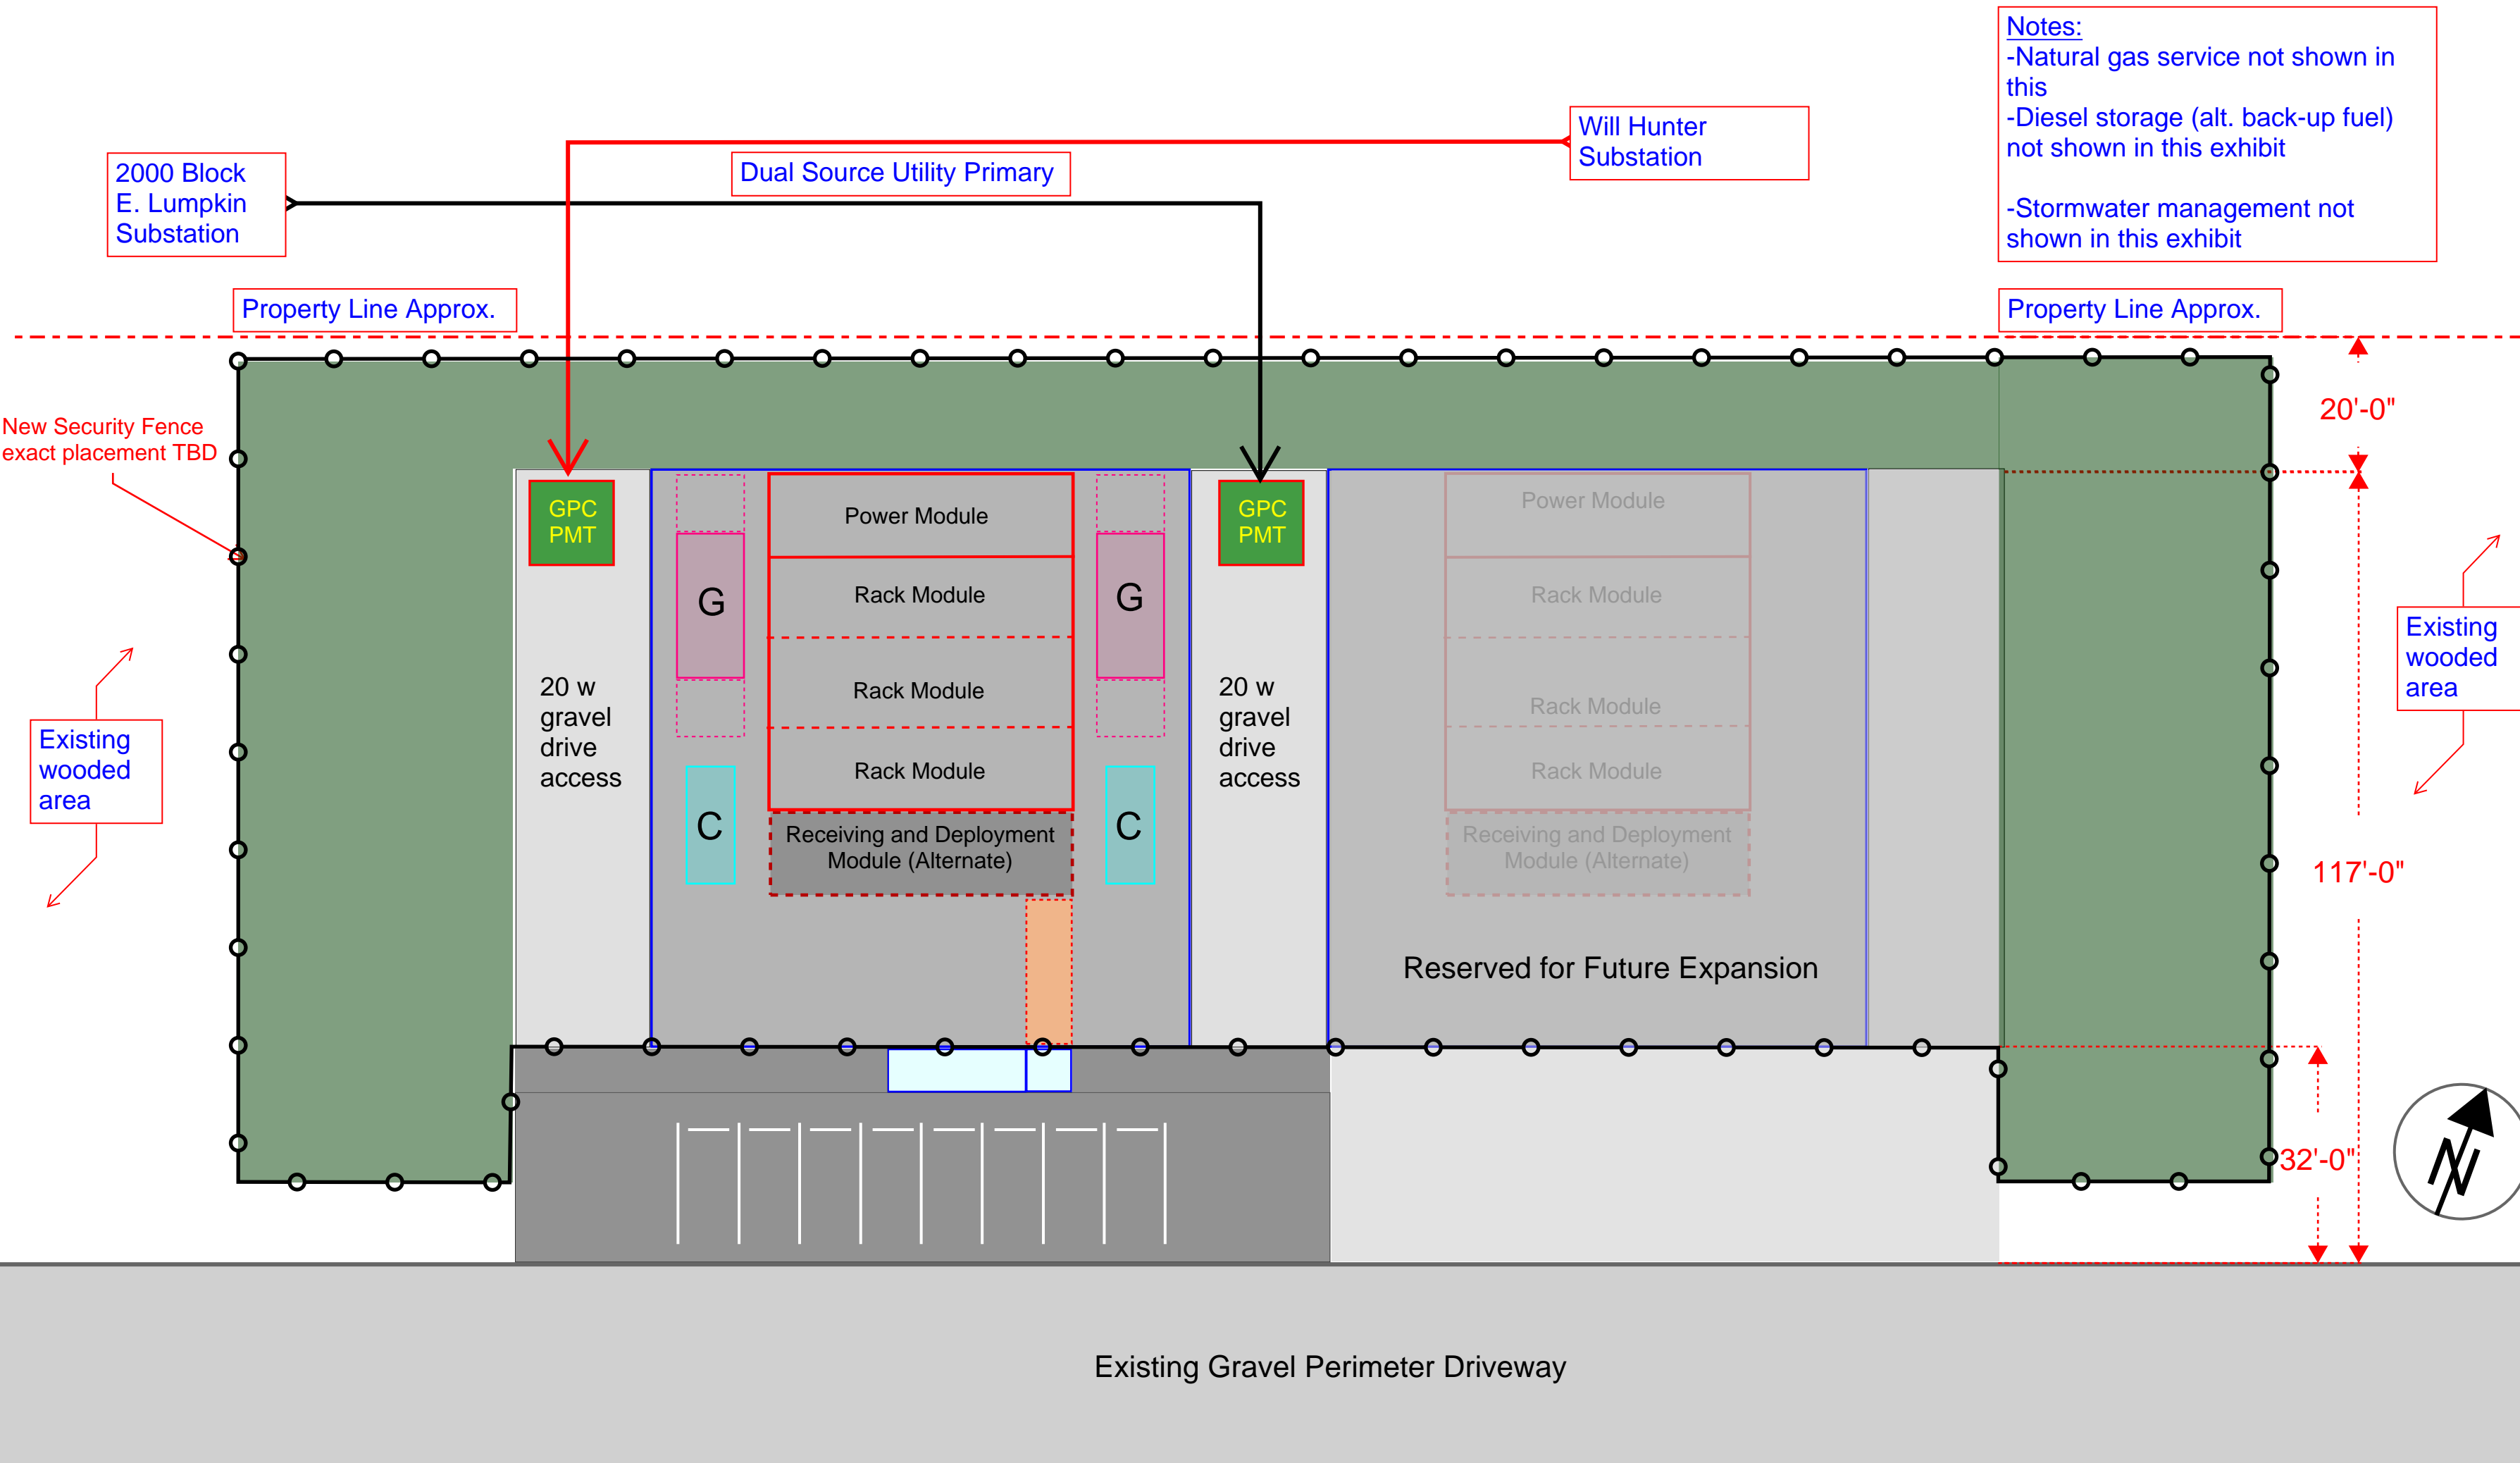 Notes:
-Natural gas service not shown in
this
-Diesel storage (alt. back-up fuel)
not shown in this exhibit
-Stormwater management not
shown in this exhibit
Will Hunter
Substation
2000 Block
E. Lumpkin
Substation
Dual Source Utility Primary
Property Line Approx.
Property Line Approx.
20'-0"
New Security Fence
exact placement TBD
GPC
PMT
Power Module
GPC
PMT
Power Module
G
Rack Module
G
Rack Module
Existing
wooded
area
20 w
gravel
drive
access
Rack Module
20 w
gravel
drive
access
Rack Module
Existing
wooded
area
Rack Module
Rack Module
C
Receiving and Deployment
Module (Alternate)
C
Receiving and Deployment
Module (Alternate)
117'-0"
Reserved for Future Expansion
32'-0"
N
Existing Gravel Perimeter Driveway